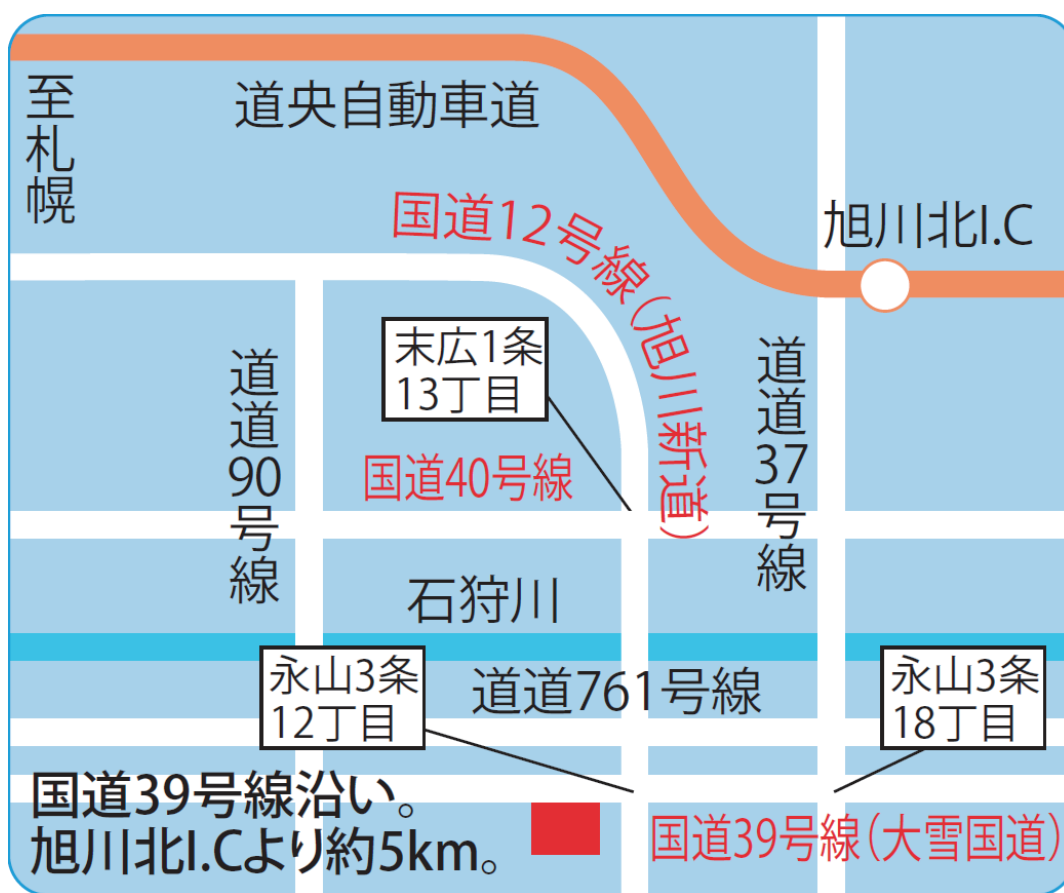 至札幌
道央自動車道
国道12号線(旭川新道)
旭川北I.C
末広1条
13丁目
道道90号線
国道40号線
道道37号線
石狩川
永山3条
12丁目
道道761号線
永山3条
18丁目
国道39号線沿い。
旭川北I.Cより約5km。
国道39号線(大雪国道)